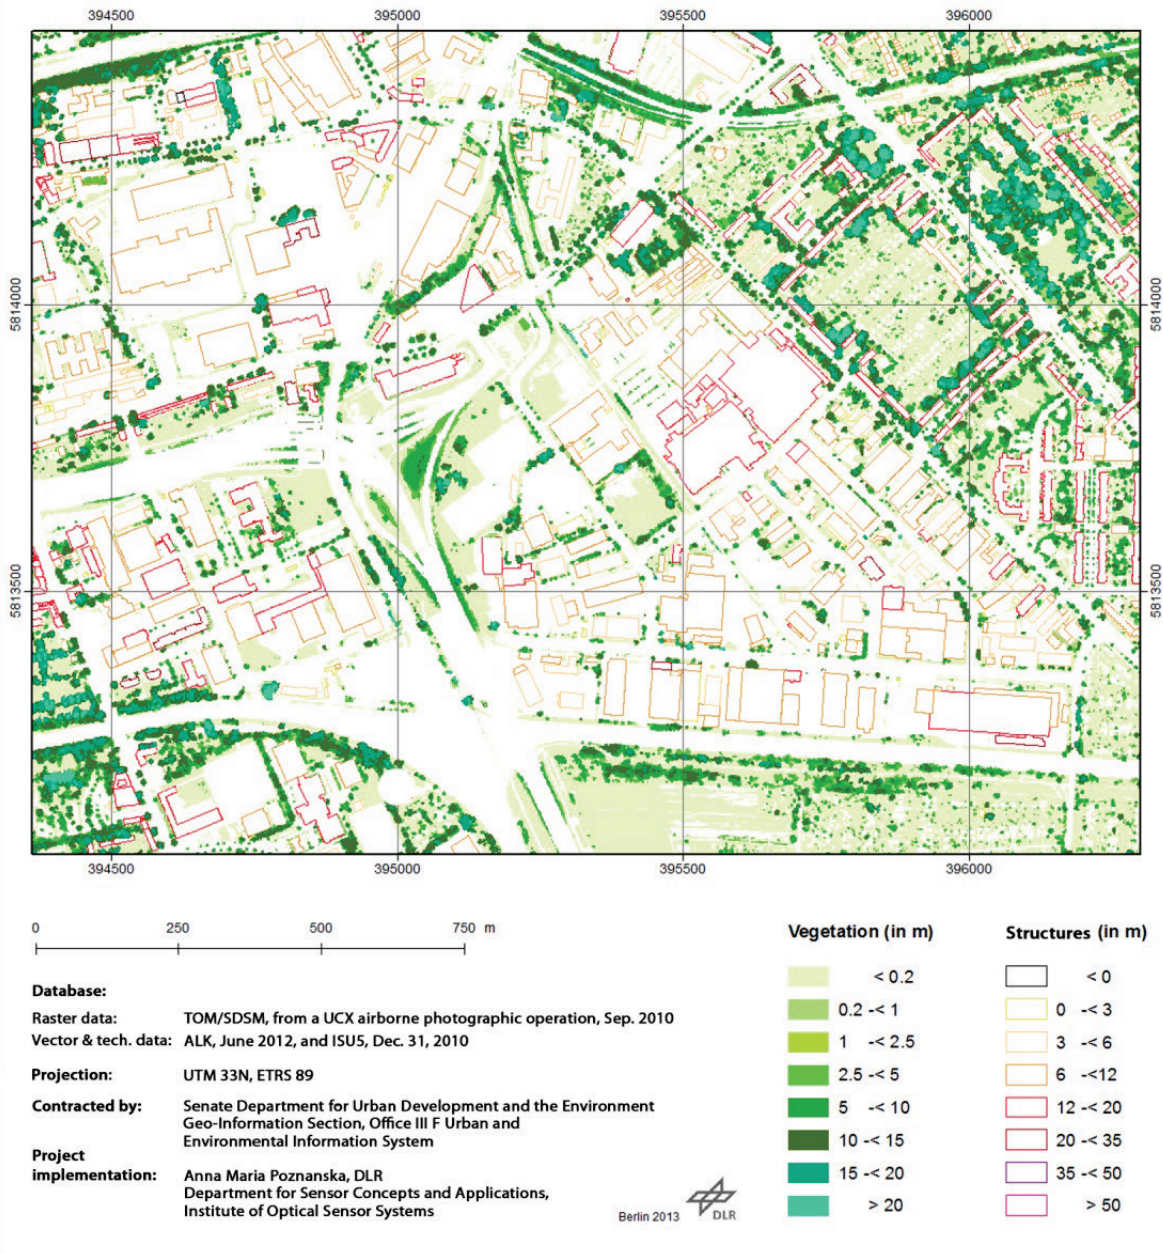 394500 395000 395500 396000
5814000 5814000
5813500 5813500
394500 395000 395500 396000
0 250 500 750 m
Database:
Raster data: TOM/SDSM, from a UCX airborne photographic operation, Sep. 2010
Vector & tech. data: ALK, June 2012, and ISU5, Dec. 31, 2010
Projection: UTM 33N, ETRS 89
Contracted by: Senate Department for Urban Development and the Environment
Geo-Information Section, Office III F Urban and
Environmental Information System
Project
implementation: Anna Maria Poznanska, DLR
Department for Sensor Concepts and Applications,
Institute of Optical Sensor Systems
Berlin 2013 DLR
Vegetation (in m)
< 0.2
0.2 -< 1
1 -< 2.5
2.5 -< 5
5 -< 10
10 -< 15
15 -< 20
> 20
Structures (in m)
< 0
0 -< 3
3 -< 6
6 -<12
12 -< 20
20 -< 35
35 -< 50
> 50